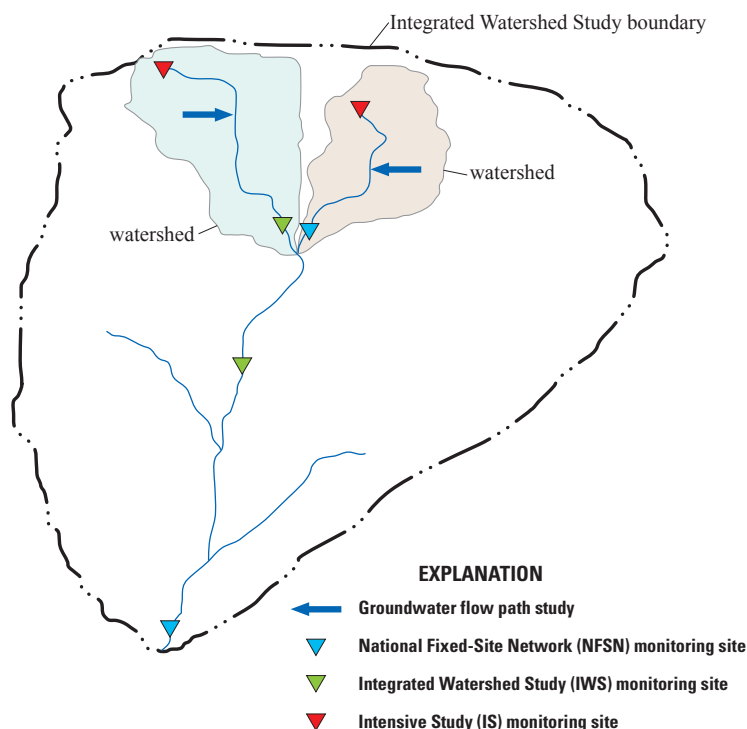 Integrated Watershed Study boundary
watershed
watershed
EXPLANATION
Groundwater flow path study
National Fixed-Site Network (NFSN) monitoring site
Integrated Watershed Study (IWS) monitoring site
Intensive Study (IS) monitoring site